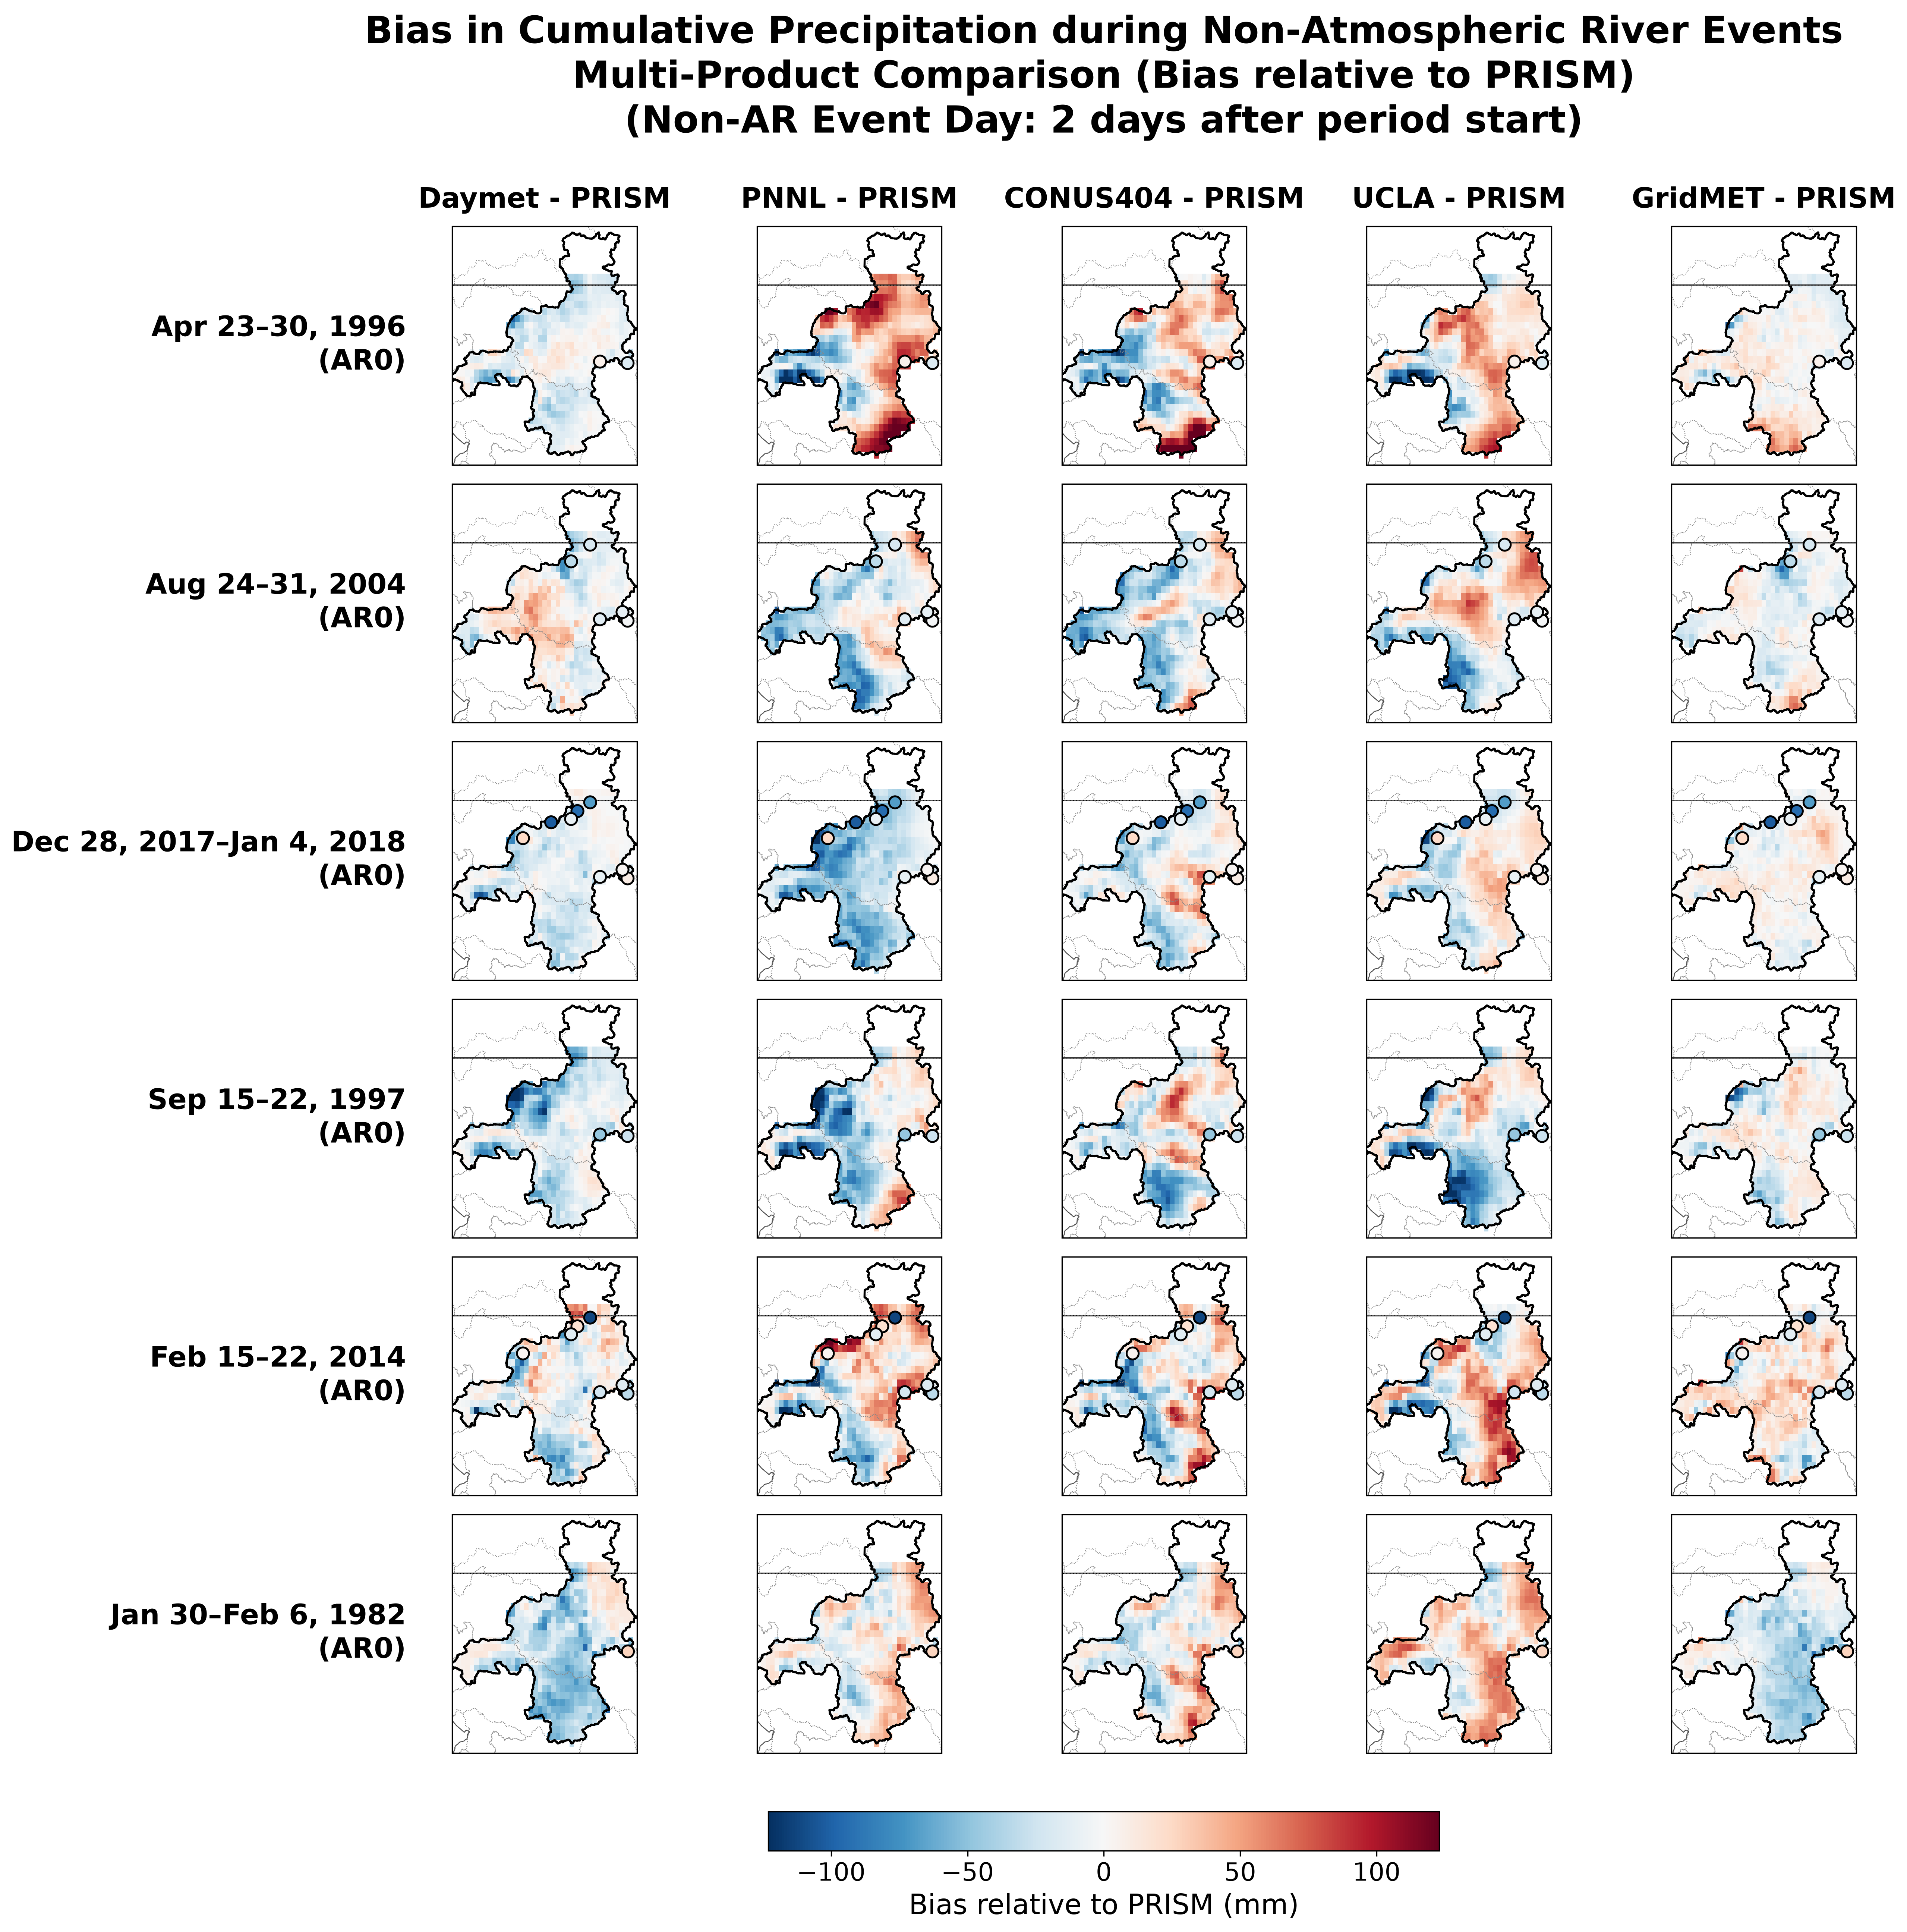 Bias in Cumulative Precipitation during Non-Atmospheric River Events
Multi-Product Comparison (Bias relative to PRISM)
(Non-AR Event Day: 2 days after period start)
Daymet - PRISM
PNNL - PRISM
CONUS404 - PRISM
UCLA - PRISM
GridMET - PRISM
Apr 23–30, 1996
(AR0)
Aug 24–31, 2004
(AR0)
Dec 28, 2017–Jan 4, 2018
(AR0)
Sep 15–22, 1997
(AR0)
Feb 15–22, 2014
(AR0)
Jan 30–Feb 6, 1982
(AR0)
−100
−50
0
50
100
Bias relative to PRISM (mm)